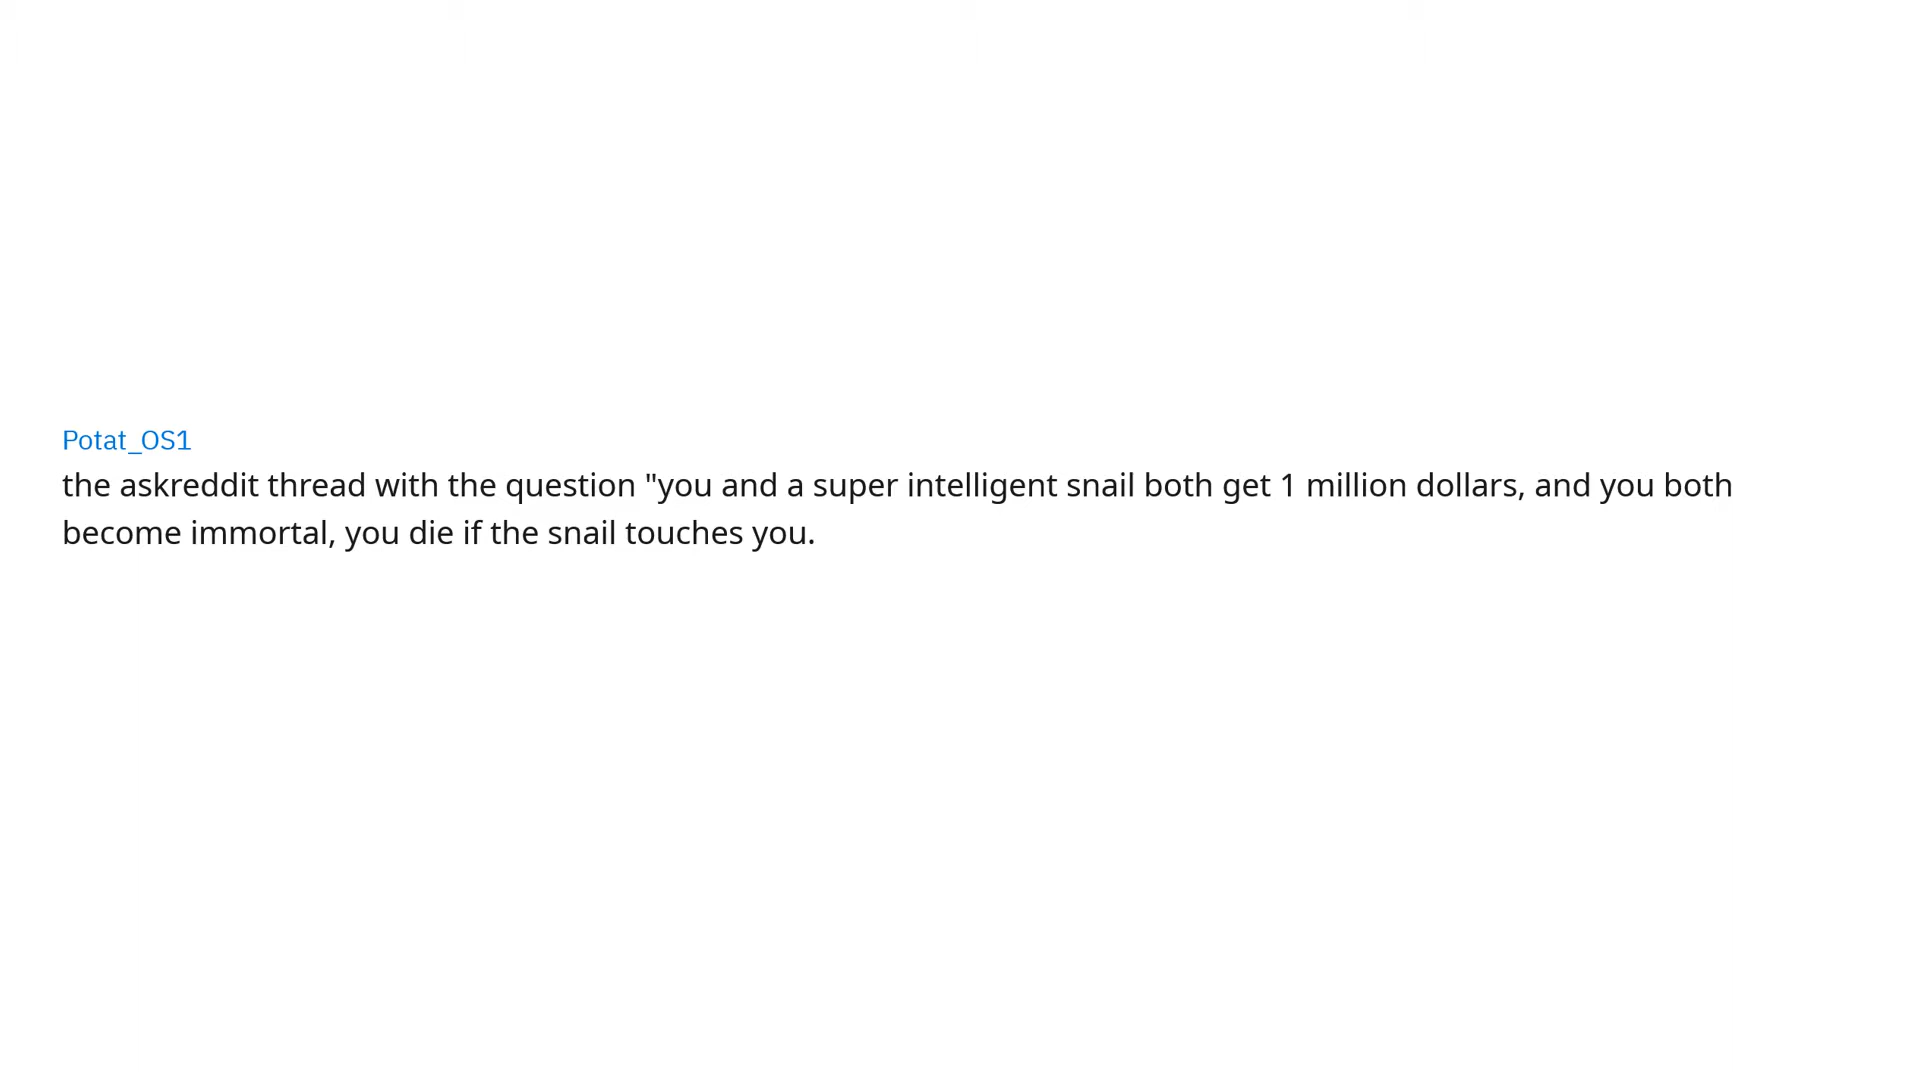 Potat_OS1
the askreddit thread with the question "you and a super intelligent snail both get 1 million dollars, and you both
become immortal, you die if the snail touches you.